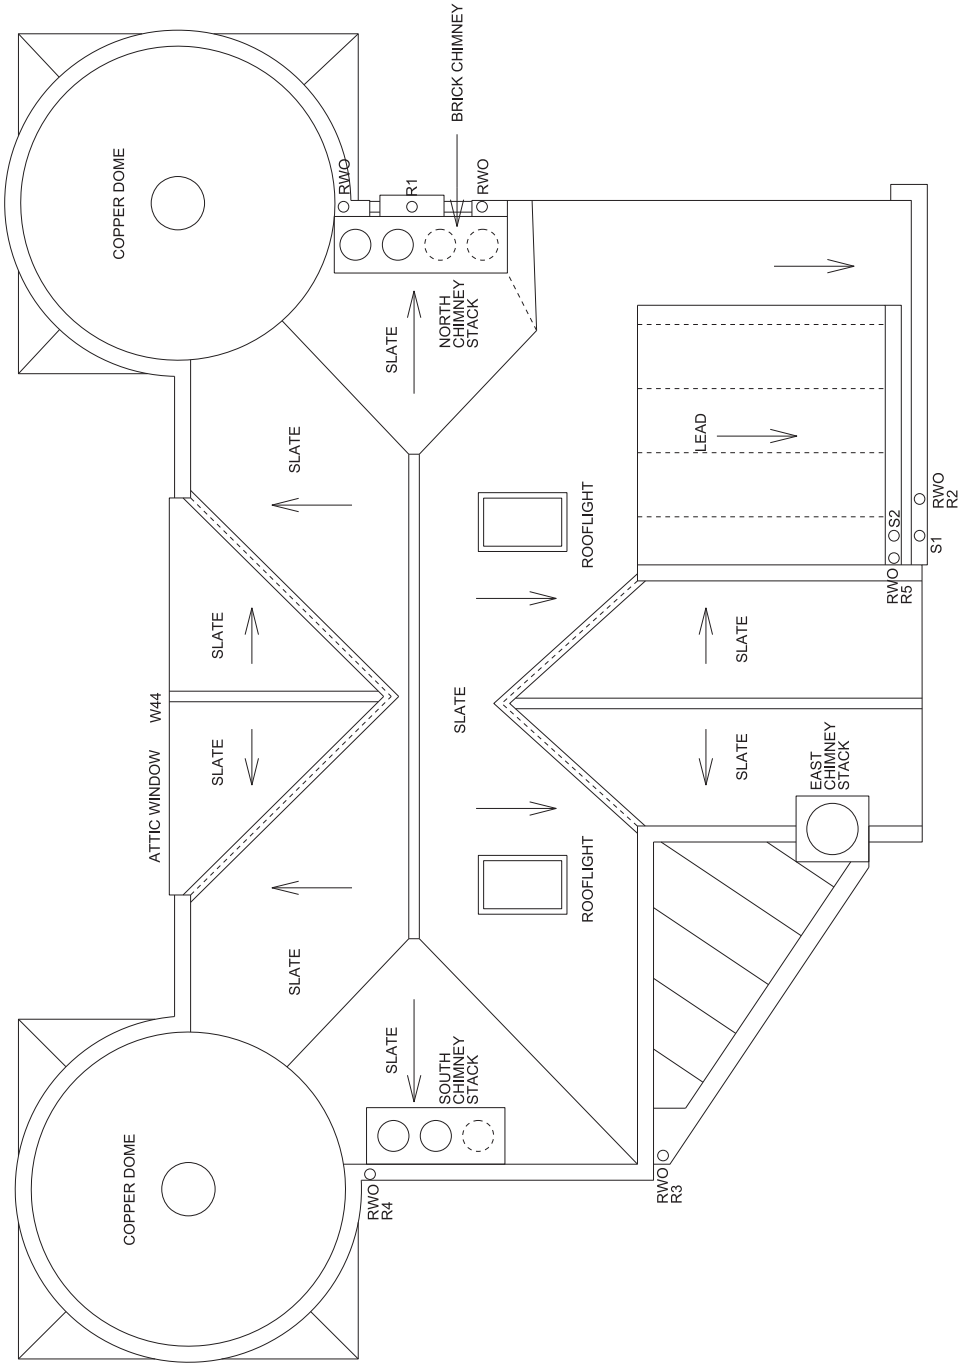 COPPER DOME
BRICK CHIMNEY
RWO
R1
RWO
NORTH
CHIMNEY
STACK
SLATE
SLATE
LEAD
ROOFLIGHT
S2
RWO
R2
S1
RWO
R5
SLATE
SLATE
ATTIC WINDOW W44
SLATE
SLATE
SLATE
EAST
CHIMNEY
STACK
ROOFLIGHT
SLATE
SLATE
SOUTH
CHIMNEY
STACK
COPPER DOME
RWO
R4
RWO
R3